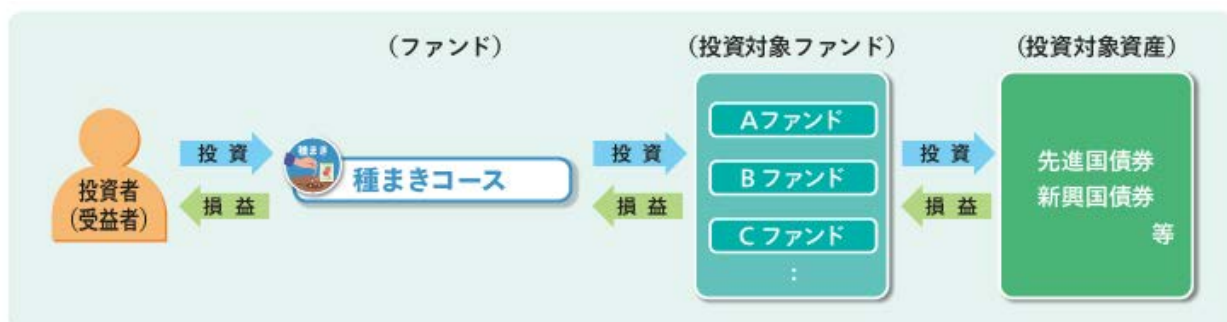 （ファンド）
（投資対象ファンド）
（投資対象資産）
投資者
（受益者）
投資
損益
種まき
種まきコース
投資
損益
Aファンド
Bファンド
Cファンド
：
投資
損益
先進国債券
新興国債券
等